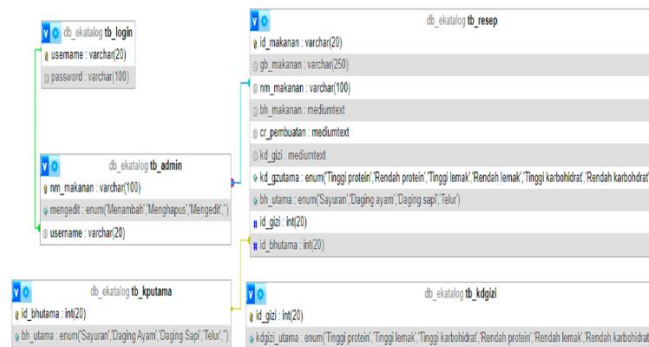 db_ekatalog tb_login
username : varchar(20)
password : varchar(100)
db_ekatalog tb_admin
nm_makanan : varchar(100)
mengedit : enum('Menambah','Menghapus','Mengedit','')
username : varchar(20)
db_ekatalog tb_kputama
id_bhutama : int(20)
bh_utama : enum('Sayuran','Daging Ayam','Daging Sapi','Telur','')
db_ekatalog tb_resep
id_makanan : varchar(20)
gb_makanan : varchar(250)
nm_makanan : varchar(100)
bh_makanan : mediumtext
cr_pembuatan : mediumtext
kd_gizi : mediumtext
kd_gzutama : enum('Tinggi protein','Rendah protein','Tinggi lemak','Rendah lemak','Tinggi karbohidrat','Rendah karbohdrat'
bh_utama : enum('Sayuran','Daging ayam','Daging sapi','Telur')
id_gizi : int(20)
id_bhutama : int(20)
db_ekatalog tb_kdgizi
id_gizi : int(20)
kdgizi_utama : enum('Tinggi protein','Tinggi lemak','Tinggi karbohdrat','Rendah protein','Rendah lemak','Rendah karbohdrat'